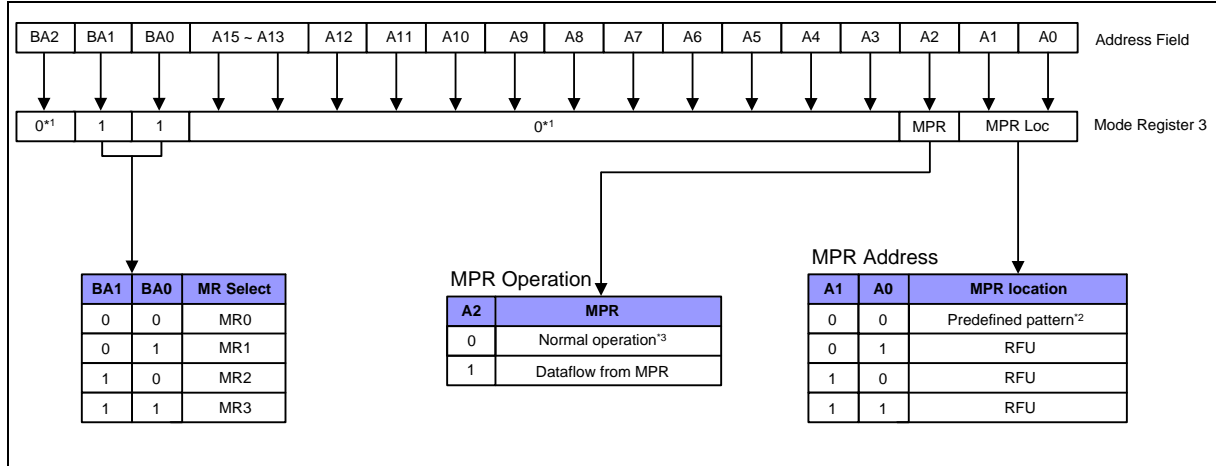 BA2 BA1 BA0 A15 ~ A13 A12 A11 A10 A9 A8 A7 A6 A5 A4 A3 A2 A1 A0 Address Field
0*1 1 1 0*1 MPR MPR Loc Mode Register 3
BA1 BA0 MR Select
0 0 MR0
0 1 MR1
1 0 MR2
1 1 MR3
MPR Operation
A2 MPR
0 Normal operation*3
1 Dataflow from MPR
MPR Address
A1 A0 MPR location
0 0 Predefined pattern*2
0 1 RFU
1 0 RFU
1 1 RFU